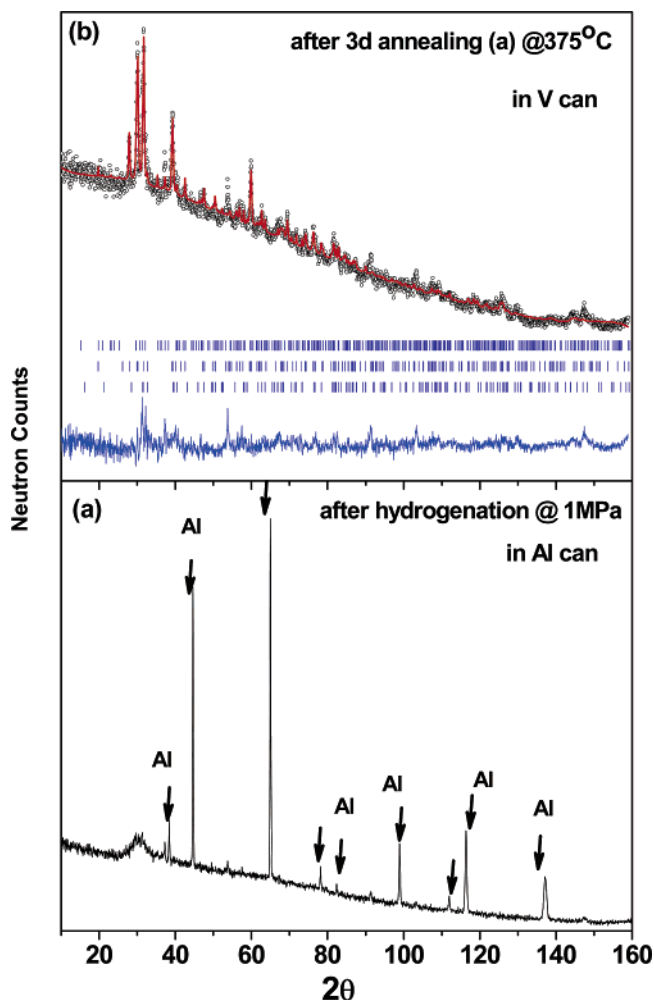 (b)
after 3d annealing (a) @375°C
in V can
Neutron Counts
(a)
after hydrogenation @ 1MPa
in Al can
Al
Al
Al
Al
Al
Al
20 40 60 80 100 120 140 160
2θ